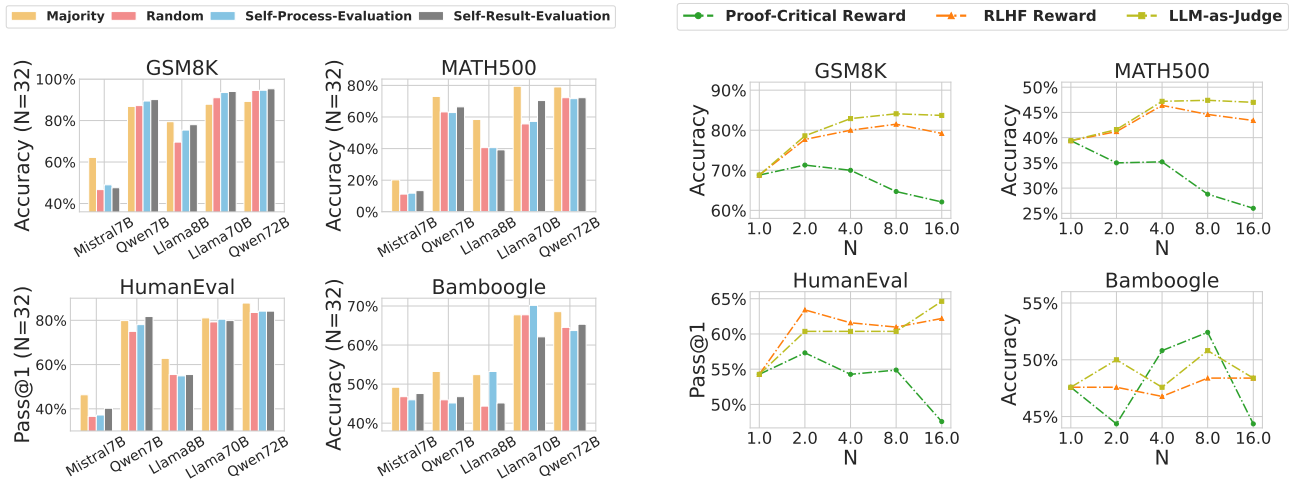 Majority Random Self-Process-Evaluation Self-Result-Evaluation
GSM8K
Accuracy (N=32)
100%
80%
60%
40%
Mistral7B Qwen7B Llama8B Llama70B Qwen72B
MATH500
Accuracy (N=32)
80%
60%
40%
20%
0%
Mistral7B Qwen7B Llama8B Llama70B Qwen72B
HumanEval
Pass@1 (N=32)
80%
60%
40%
Mistral7B Qwen7B Llama8B Llama70B Qwen72B
Bamboogle
Accuracy (N=32)
70%
60%
50%
40%
Mistral7B Qwen7B Llama8B Llama70B Qwen72B
Proof-Critical Reward RLHF Reward LLM-as-Judge
GSM8K
Accuracy
90%
80%
70%
60%
1.0 2.0 4.0 8.0 16.0
N
MATH500
Accuracy
50%
45%
40%
35%
30%
25%
1.0 2.0 4.0 8.0 16.0
N
HumanEval
Pass@1
65%
60%
55%
50%
1.0 2.0 4.0 8.0 16.0
N
Bamboogle
Accuracy
55%
50%
45%
1.0 2.0 4.0 8.0 16.0
N